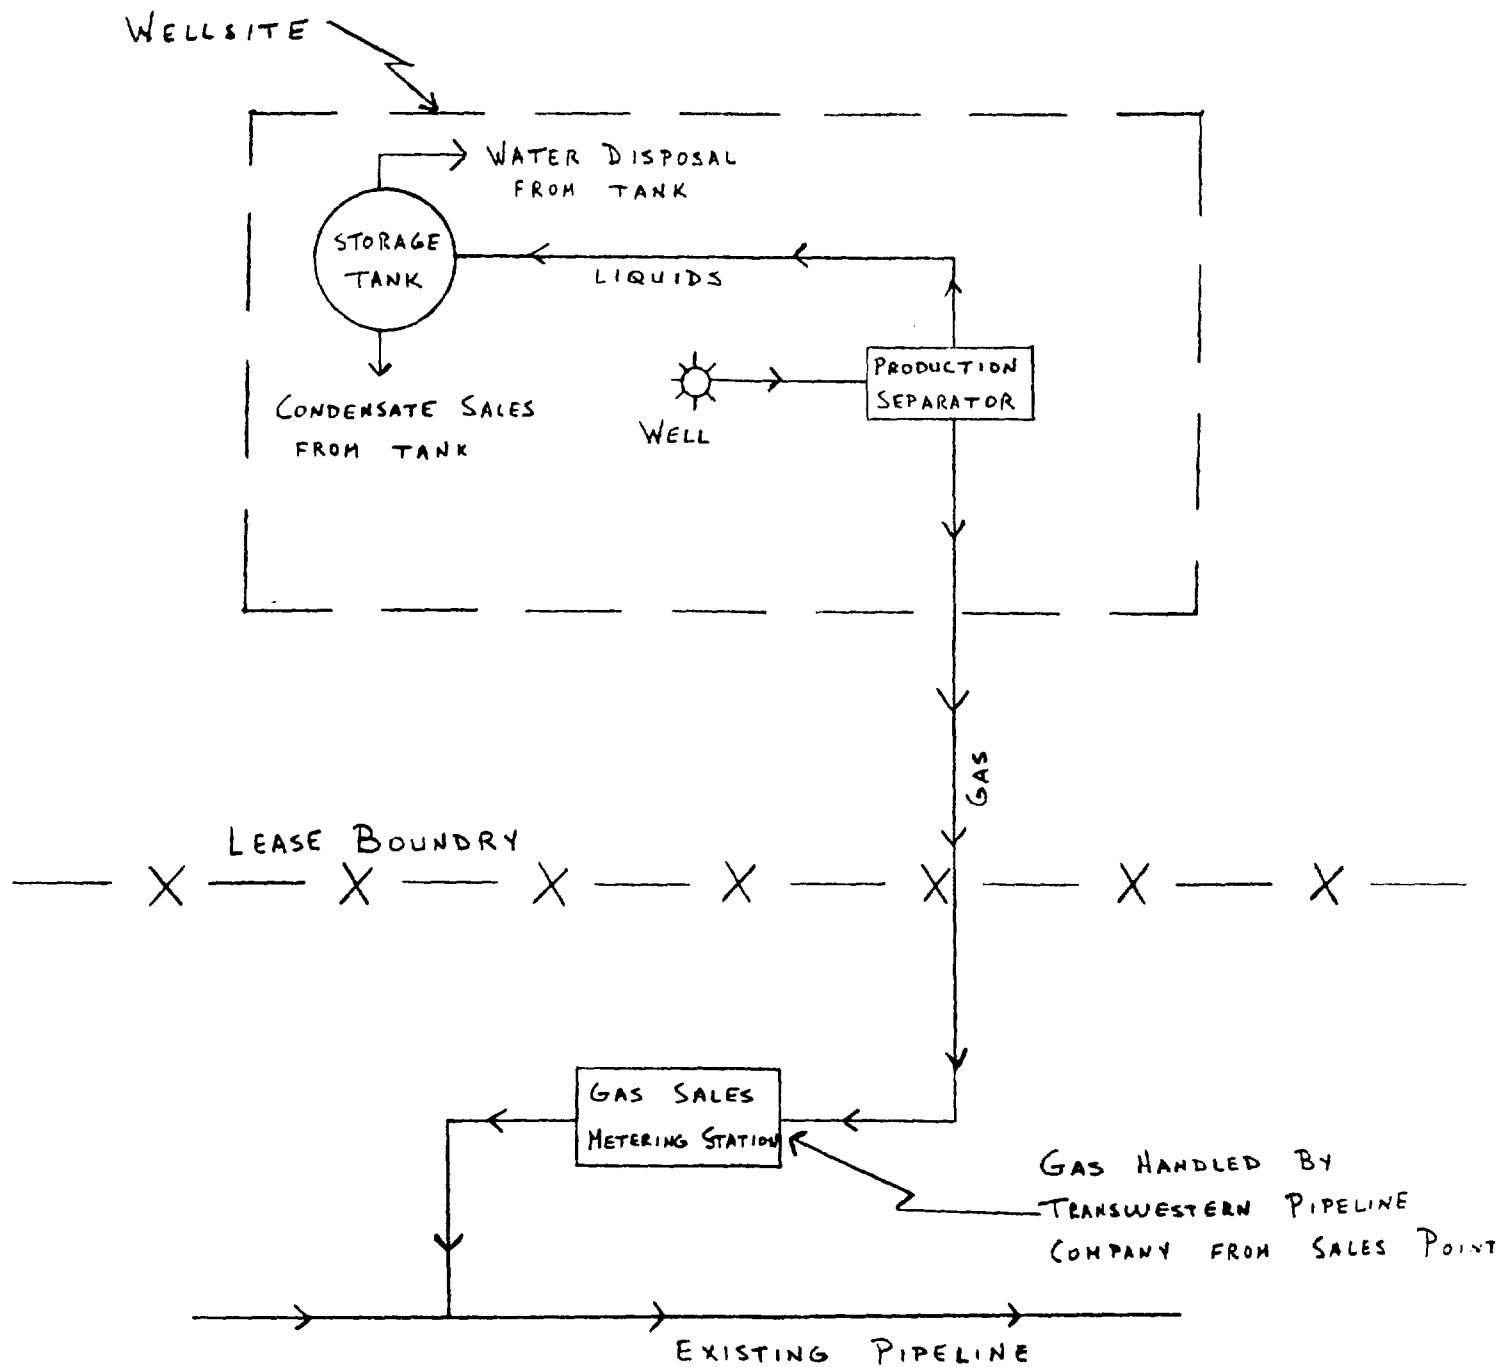 WELLSITE
WATER DISPOSAL
FROM TANK
STORAGE
TANK
LIQUIDS
PRODUCTION
SEPARATOR
CONDENSATE SALES
FROM TANK
WELL
GAS
LEASE BOUNDRY
GAS SALES
METERING STATION
GAS HANDLED BY
TRANSWESTERN PIPELINE
COMPANY FROM SALES POINT
EXISTING PIPELINE